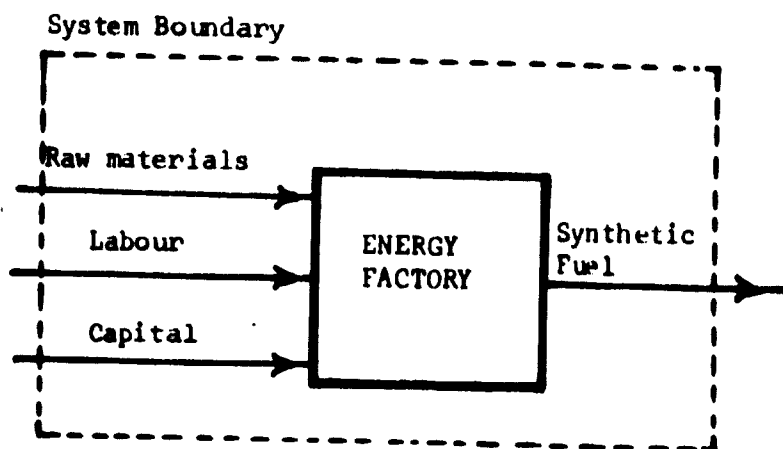 System Boundary
Raw materials
Labour
Capital
ENERGY
FACTORY
Synthetic
Fuel